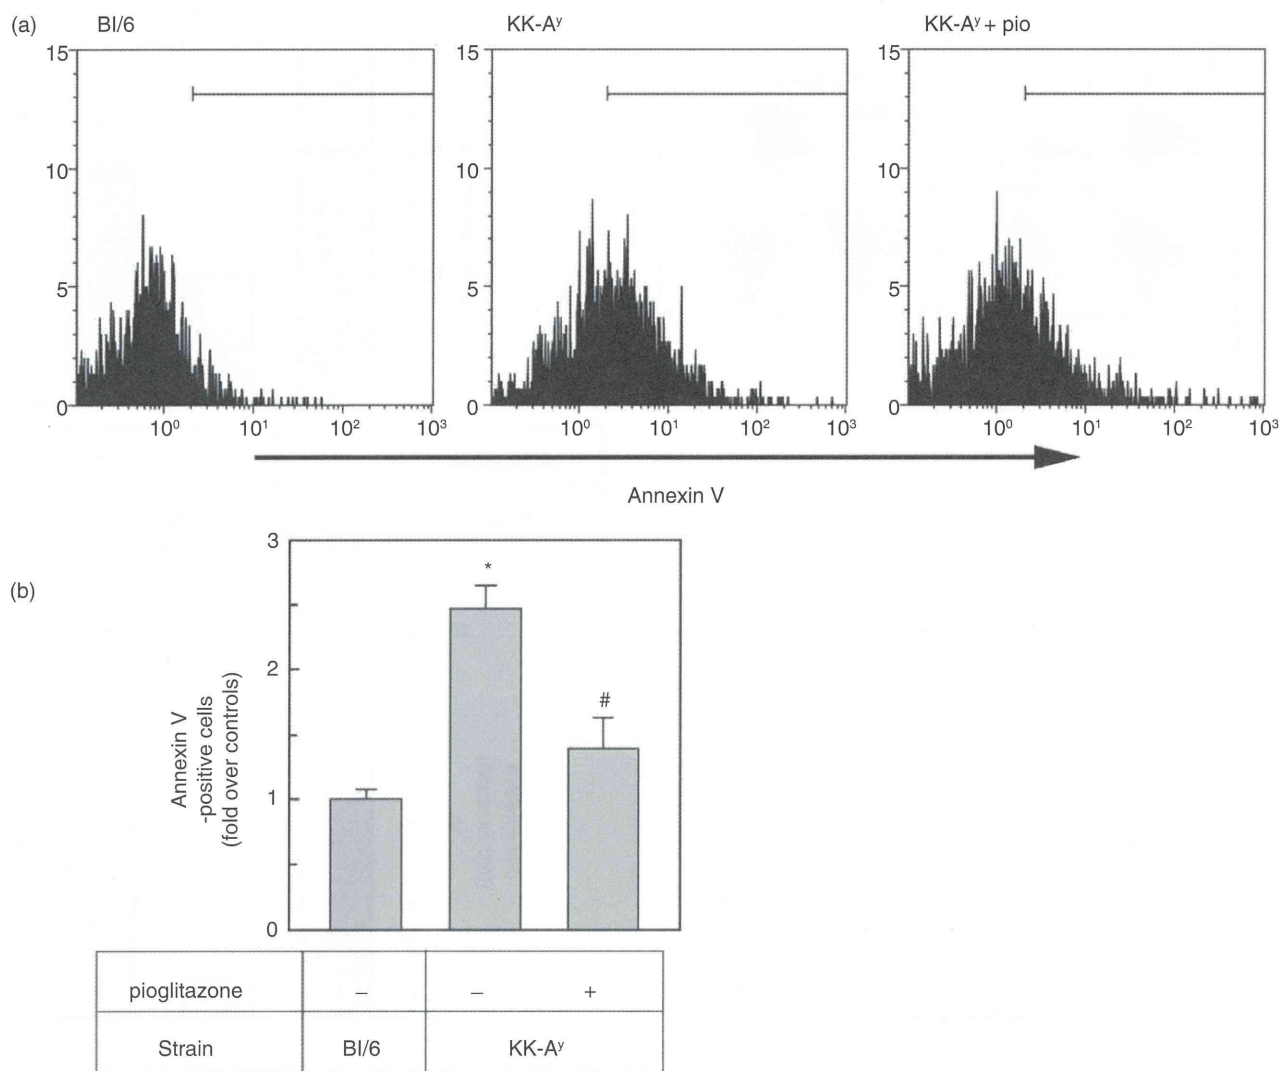 (a)
Bl/6
KK-Aʸ
KK-Aʸ + pio
15
10
5
0
10⁰ 10¹ 10² 10³
15
10
5
0
10⁰ 10¹ 10² 10³
15
10
5
0
10⁰ 10¹ 10² 10³
Annexin V
(b)
Annexin V
-positive cells
(fold over controls)
3
2
1
0
*
#
pioglitazone – – +
Strain Bl/6 KK-Aʸ